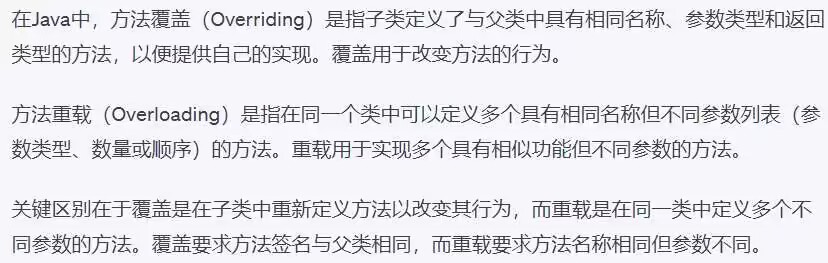 在Java中，方法覆盖（Overriding）是指子类定义了与父类中具有相同名称、参数类型和返回
类型的方法，以便提供自己的实现。覆盖用于改变方法的行为。
方法重载（Overloading）是指在同一个类中可以定义多个具有相同名称但不同参数列表（参
数类型、数量或顺序）的方法。重载用于实现多个具有相似功能但不同参数的方法。
关键区别在于覆盖是在子类中重新定义方法以改变其行为，而重载是在同一类中定义多个不
同参数的方法。覆盖要求方法签名与父类相同，而重载要求方法名称相同但参数不同。